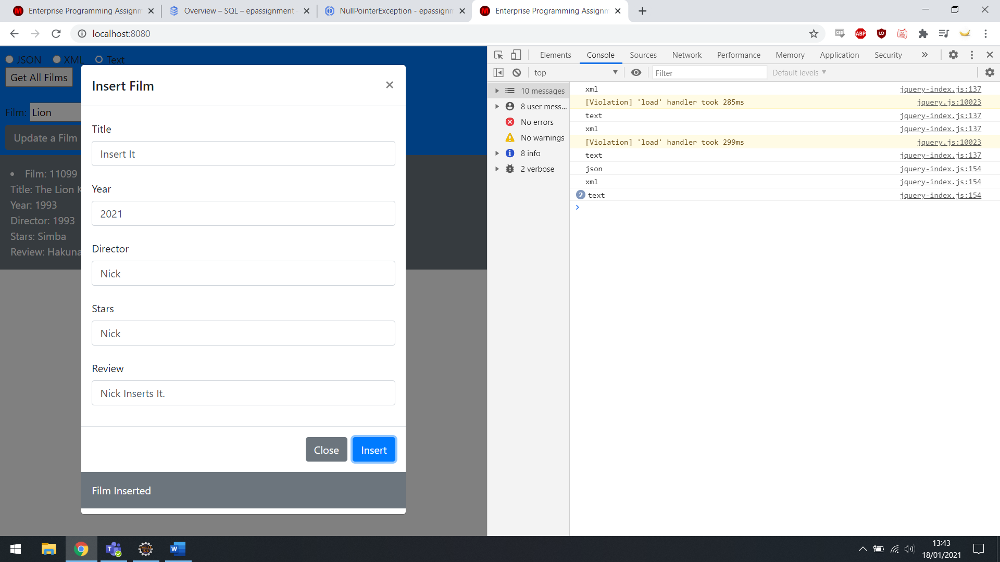 Enterprise Programming Assignm
Overview – SQL – epassignment
NullPointerException - epassignm
Enterprise Programming Assignm
localhost:8080
CSS
ABP
JSON XML Text
Get All Films
Film: Lion
Update a Film
Film: 11099
Title: The Lion K
Year: 1993
Director: 1993
Stars: Simba
Review: Hakuna
Insert Film
Title
Insert It
Year
2021
Director
Nick
Stars
Nick
Review
Nick Inserts It.
Close Insert
Film Inserted
Elements Console Sources Network Performance Memory Application Security
top Filter Default levels
10 messages
8 user mess...
No errors
No warnings
8 info
2 verbose
xml jquery-index.js:137
[Violation] 'load' handler took 285ms jquery.js:10023
text jquery-index.js:137
xml jquery-index.js:137
[Violation] 'load' handler took 299ms jquery.js:10023
text jquery-index.js:137
json jquery-index.js:154
xml jquery-index.js:154
2 text jquery-index.js:154
13:43
18/01/2021